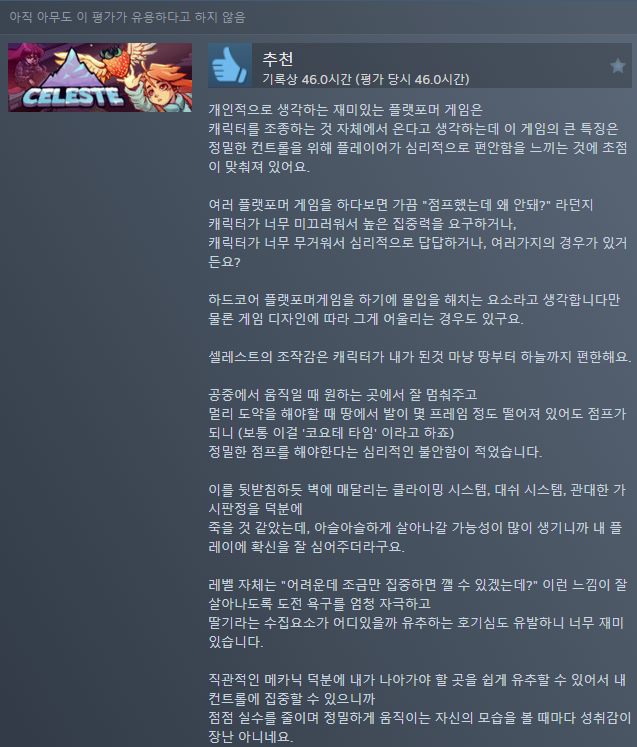 아직 아무도 이 평가가 유용하다고 하지 않음
CELESTE
추천
기록상 46.0시간 (평가 당시 46.0시간)
개인적으로 생각하는 재미있는 플랫포머 게임은
캐릭터를 조종하는 것 자체에서 온다고 생각하는데 이 게임의 큰 특징은
정밀한 컨트롤을 위해 플레이어가 심리적으로 편안함을 느끼는 것에 초점
이 맞춰져 있어요.
여러 플랫포머 게임을 하다보면 가끔 "점프했는데 왜 안돼?" 라던지
캐릭터가 너무 미끄러워서 높은 집중력을 요구하거나,
캐릭터가 너무 무거워서 심리적으로 답답하거나, 여러가지의 경우가 있거
든요?
하드코어 플랫포머게임을 하기에 몰입을 해치는 요소라고 생각합니다만
물론 게임 디자인에 따라 그게 어울리는 경우도 있구요.
셀레스트의 조작감은 캐릭터가 내가 된것 마냥 땅부터 하늘까지 편한해요.
공중에서 움직일 때 원하는 곳에서 잘 멈춰주고
멀리 도약을 해야할 때 땅에서 발이 몇 프레임 정도 떨어져 있어도 점프가
되니 (보통 이걸 '코요테 타임' 이라고 하죠)
정밀한 점프를 해야한다는 심리적인 불안함이 적었습니다.
이를 뒷받침하듯 벽에 매달리는 클라이밍 시스템, 대쉬 시스템, 관대한 가
시판정을 덕분에
죽을 것 같았는데, 아슬아슬하게 살아나갈 가능성이 많이 생기니까 내 플
레이에 확신을 잘 심어주더라구요.
레벨 자체는 "어려운데 조금만 집중하면 깰 수 있겠는데?" 이런 느낌이 잘
살아나도록 도전 욕구를 엄청 자극하고
딸기라는 수집요소가 어디있을까 유추하는 호기심도 유발하니 너무 재미
있습니다.
직관적인 메카닉 덕분에 내가 나아가야 할 곳을 쉽게 유추할 수 있어서 내
컨트롤에 집중할 수 있으니까
점점 실수를 줄이며 정밀하게 움직이는 자신의 모습을 볼 때마다 성취감이
장난 아니네요.